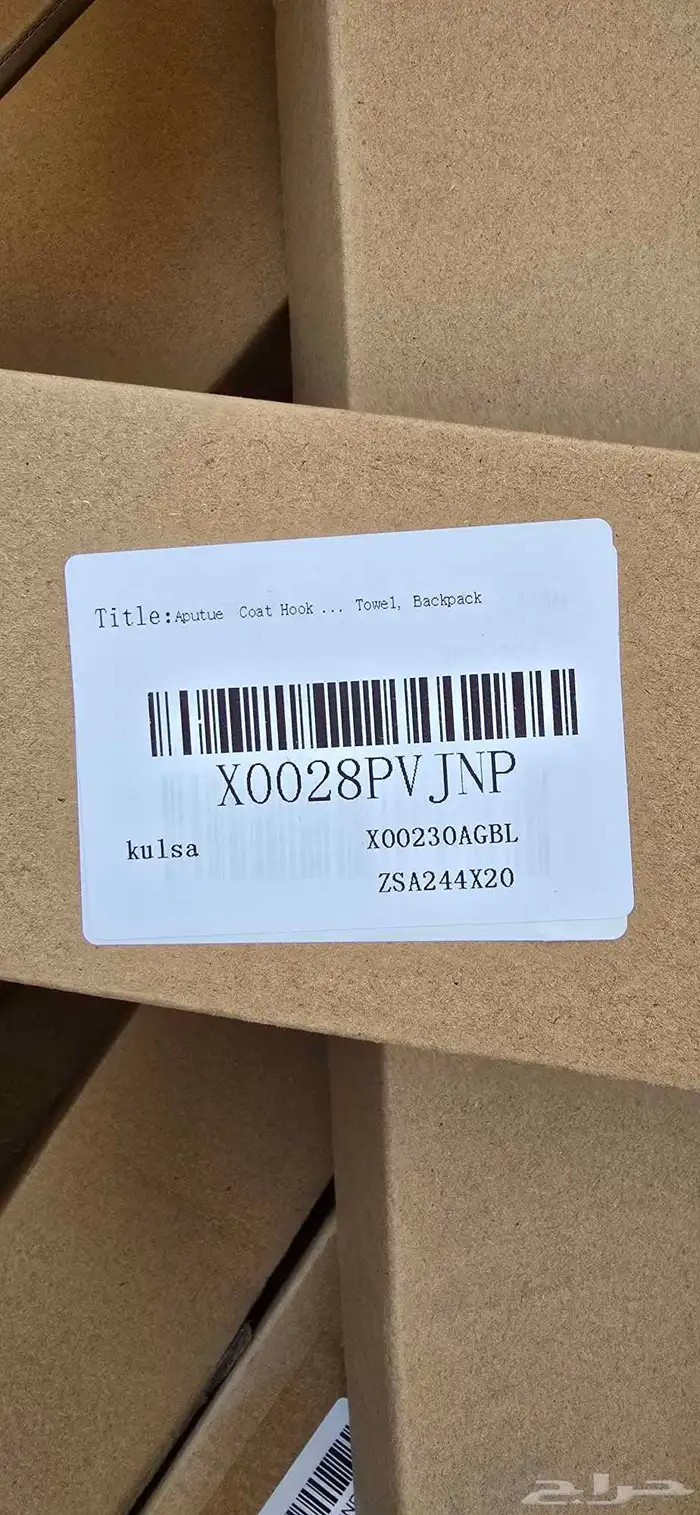 Title:Aputue Coat Hook ... Towel, Backpack
X0028PVJNP
kulsa
X00230AGBL
ZSA244X20
حراج